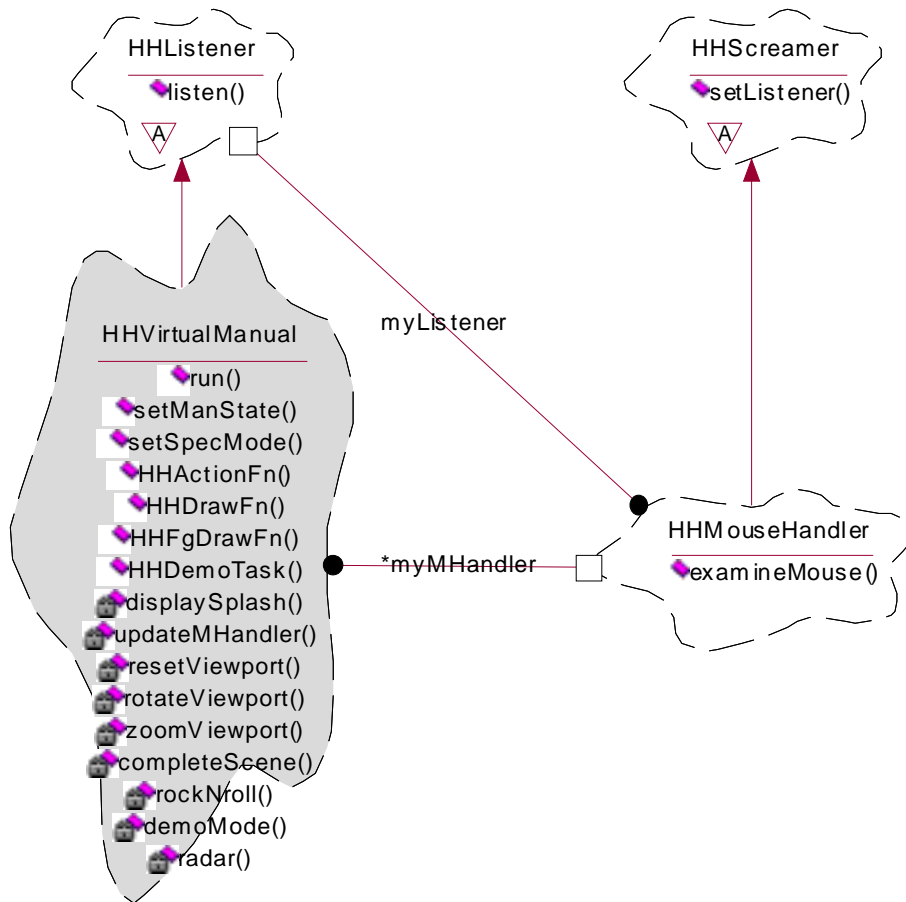 HHListener
listen()
A
HHScreamer
setListener()
A
myListener
HHVirtualManual
run()
setManState()
setSpecMode()
HHActionFn()
HHDrawFn()
HHFgDrawFn()
HHDemoTask()
displaySplash()
updateMHandler()
resetViewport()
rotateViewport()
zoomViewport()
completeScene()
rockNroll()
demoMode()
radar()
*myMHandler
HHMouseHandler
examineMouse()